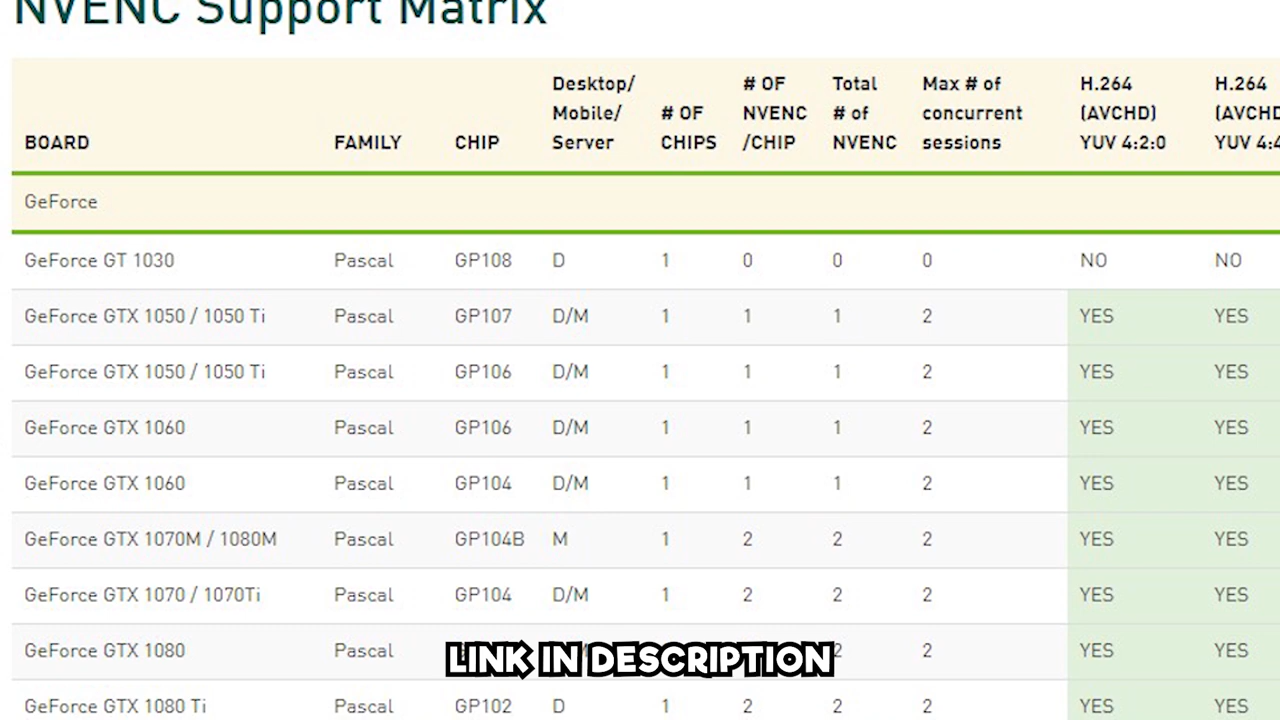 NVENC Support Matrix
BOARD FAMILY CHIP Desktop/ Mobile/ Server # OF CHIPS # OF NVENC /CHIP Total # of NVENC Max # of concurrent sessions H.264 (AVCHD) YUV 4:2:0 H.264 (AVCHD YUV 4:4
GeForce
GeForce GT 1030 Pascal GP108 D 1 0 0 0 NO NO
GeForce GTX 1050 / 1050 Ti Pascal GP107 D/M 1 1 1 2 YES YES
GeForce GTX 1050 / 1050 Ti Pascal GP106 D/M 1 1 1 2 YES YES
GeForce GTX 1060 Pascal GP106 D/M 1 1 1 2 YES YES
GeForce GTX 1060 Pascal GP104 D/M 1 1 1 2 YES YES
GeForce GTX 1070M / 1080M Pascal GP104B M 1 2 2 2 YES YES
GeForce GTX 1070 / 1070Ti Pascal GP104 D/M 1 2 2 2 YES YES
GeForce GTX 1080 Pascal 2 2 YES YES
LINK IN DESCRIPTION
GeForce GTX 1080 Ti Pascal GP102 D 1 2 2 2 YES YES